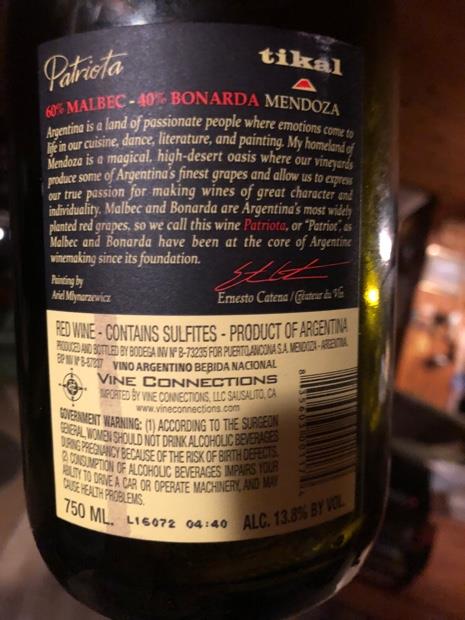 Patriota
tikal
60% MALBEC - 40% BONARDA MENDOZA
Argentina is a land of passionate people where emotions come to
life in our cuisine, dance, literature, and painting. My homeland of
Mendoza is a magical, high-desert oasis where our vineyards
produce some of Argentina's finest grapes and allow us to express
our true passion for making wines of great character and
individuality. Malbec and Bonarda are Argentina's most widely
planted red grapes, so we call this wine Patriota, or "Patriot", as
Malbec and Bonarda have been at the core of Argentine
winemaking since its foundation.
Painting by
Ariel Mlynarzewicz
Ernesto Catena / Créateur du Vin
RED WINE - CONTAINS SULFITES - PRODUCT OF ARGENTINA
PRODUCED AND BOTTLED BY BODEGA INV Nº B-73235 FOR PUERTO ANCONA S.A. MENDOZA - ARGENTINA.
EIP INV Nº B-87827 VINO ARGENTINO BEBIDA NACIONAL
VINE CONNECTIONS
IMPORTED BY VINE CONNECTIONS, LLC SAUSALITO, CA
www.vineconnections.com
GOVERNMENT WARNING: (1) ACCORDING TO THE SURGEON
GENERAL, WOMEN SHOULD NOT DRINK ALCOHOLIC BEVERAGES
DURING PREGNANCY BECAUSE OF THE RISK OF BIRTH DEFECTS.
(2) CONSUMPTION OF ALCOHOLIC BEVERAGES IMPAIRS YOUR
ABILITY TO DRIVE A CAR OR OPERATE MACHINERY, AND MAY
CAUSE HEALTH PROBLEMS.
750 ML. L16072 04:40 ALC. 13.8% BY VOL.